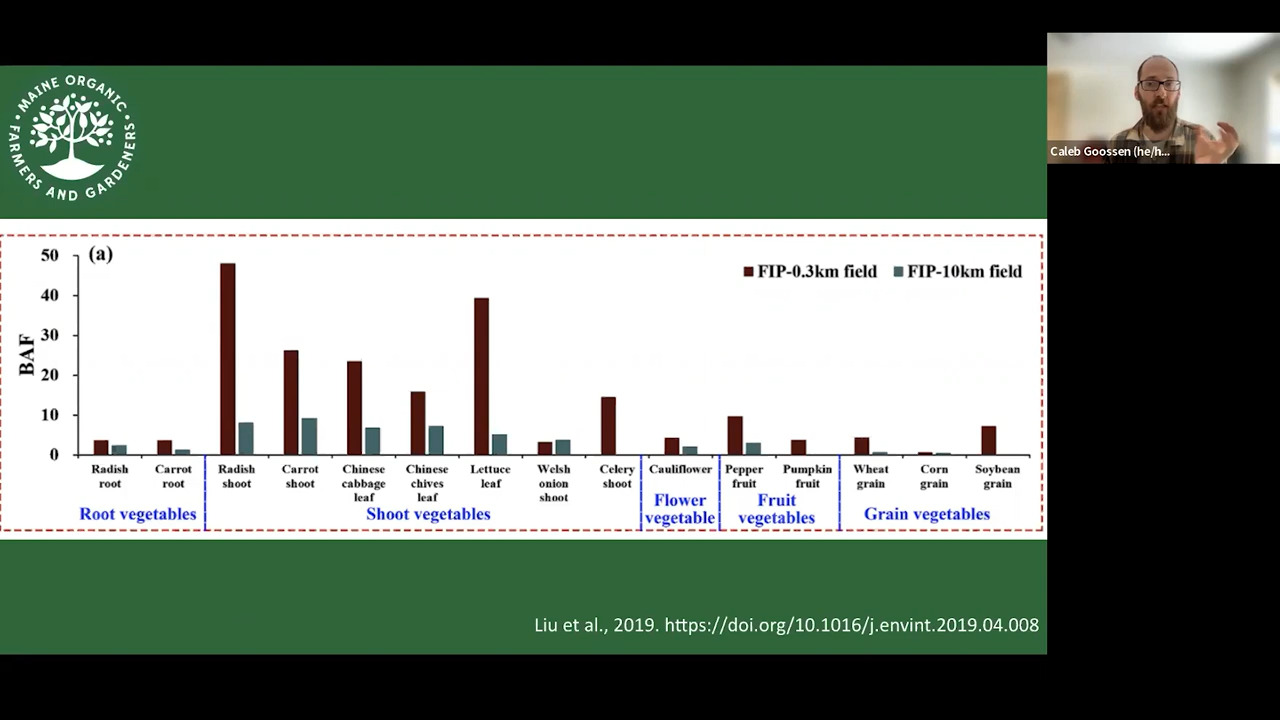 MAINE ORGANIC
FARMERS AND GARDENERS
Caleb Goossen (he/h...
(a)
50
40
30
20
10
0
BAF
FIP-0.3km field
FIP-10km field
Radish root
Carrot root
Radish shoot
Carrot shoot
Chinese cabbage leaf
Chinese chives leaf
Lettuce leaf
Welsh onion shoot
Celery shoot
Cauliflower
Pepper fruit
Pumpkin fruit
Wheat grain
Corn grain
Soybean grain
Root vegetables
Shoot vegetables
Flower vegetable
Fruit vegetables
Grain vegetables
Liu et al., 2019. https://doi.org/10.1016/j.envint.2019.04.008